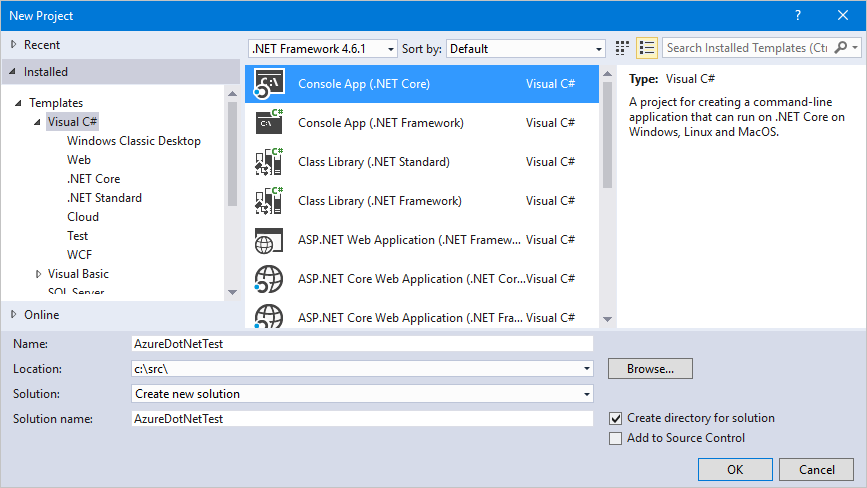 New Project
?
Recent
.NET Framework 4.6.1
Sort by:
Default
Search Installed Templates (Ctr
Installed
Templates
Visual C#
Windows Classic Desktop
Web
.NET Core
.NET Standard
Cloud
Test
WCF
Visual Basic
SQL Server
Online
Console App (.NET Core) Visual C#
Console App (.NET Framework) Visual C#
Class Library (.NET Standard) Visual C#
Class Library (.NET Framework) Visual C#
ASP.NET Web Application (.NET Framew... Visual C#
ASP.NET Core Web Application (.NET Cor... Visual C#
ASP.NET Core Web Application (.NET Fra... Visual C#
Type: Visual C#
A project for creating a command-line
application that can run on .NET Core on
Windows, Linux and MacOS.
Name: AzureDotNetTest
Location: c:\src\
Browse...
Solution: Create new solution
Solution name: AzureDotNetTest
Create directory for solution
Add to Source Control
OK
Cancel